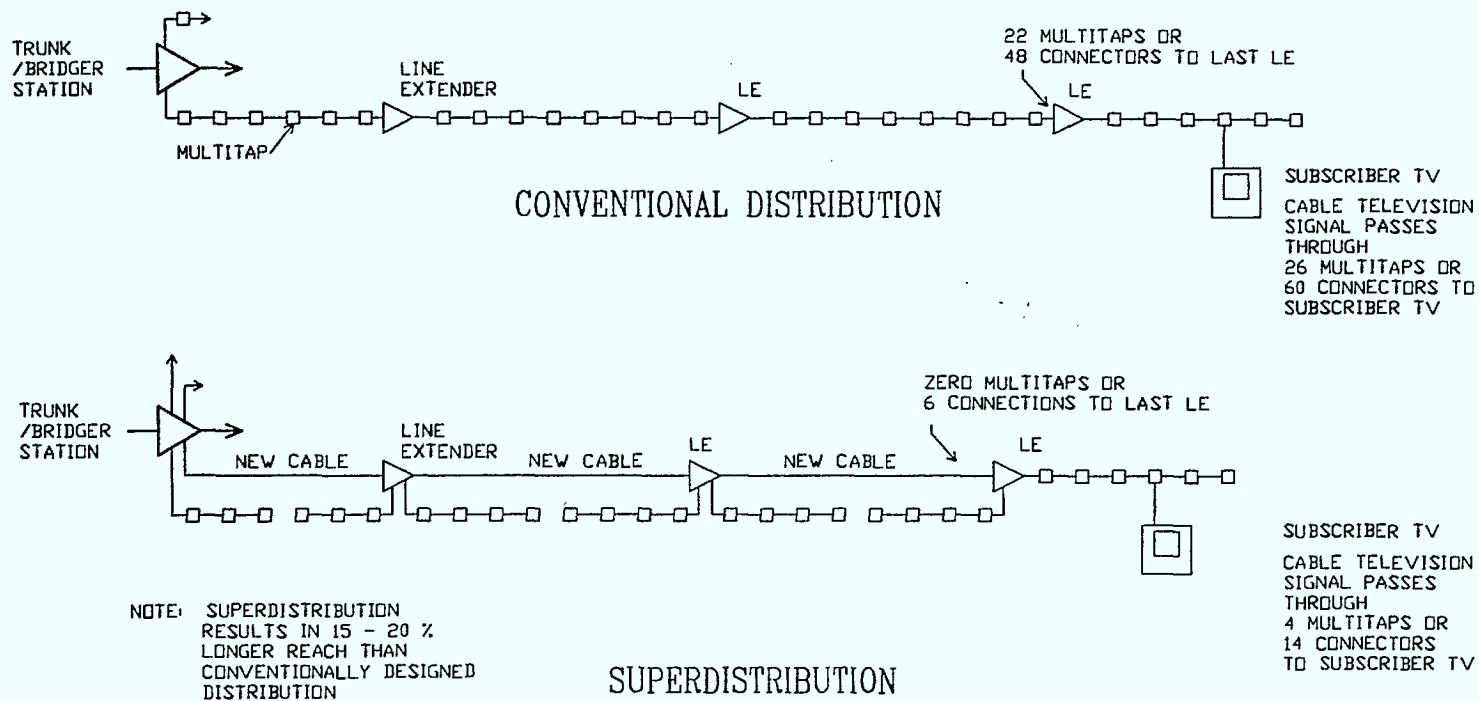 TRUNK
/BRIDGER
STATION
LINE
EXTENDER
LE
22 MULTITAPS OR
48 CONNECTORS TO LAST LE
LE
MULTITAP
CONVENTIONAL DISTRIBUTION
SUBSCRIBER TV
CABLE TELEVISION
SIGNAL PASSES
THROUGH
26 MULTITAPS OR
60 CONNECTORS TO
SUBSCRIBER TV
TRUNK
/BRIDGER
STATION
NEW CABLE
LINE
EXTENDER
NEW CABLE
LE
NEW CABLE
ZERO MULTITAPS OR
6 CONNECTIONS TO LAST LE
LE
SUBSCRIBER TV
CABLE TELEVISION
SIGNAL PASSES
THROUGH
4 MULTITAPS OR
14 CONNECTORS
TO SUBSCRIBER TV
NOTE: SUPERDISTRIBUTION
RESULTS IN 15 - 20 %
LONGER REACH THAN
CONVENTIONALLY DESIGNED
DISTRIBUTION
SUPERDISTRIBUTION